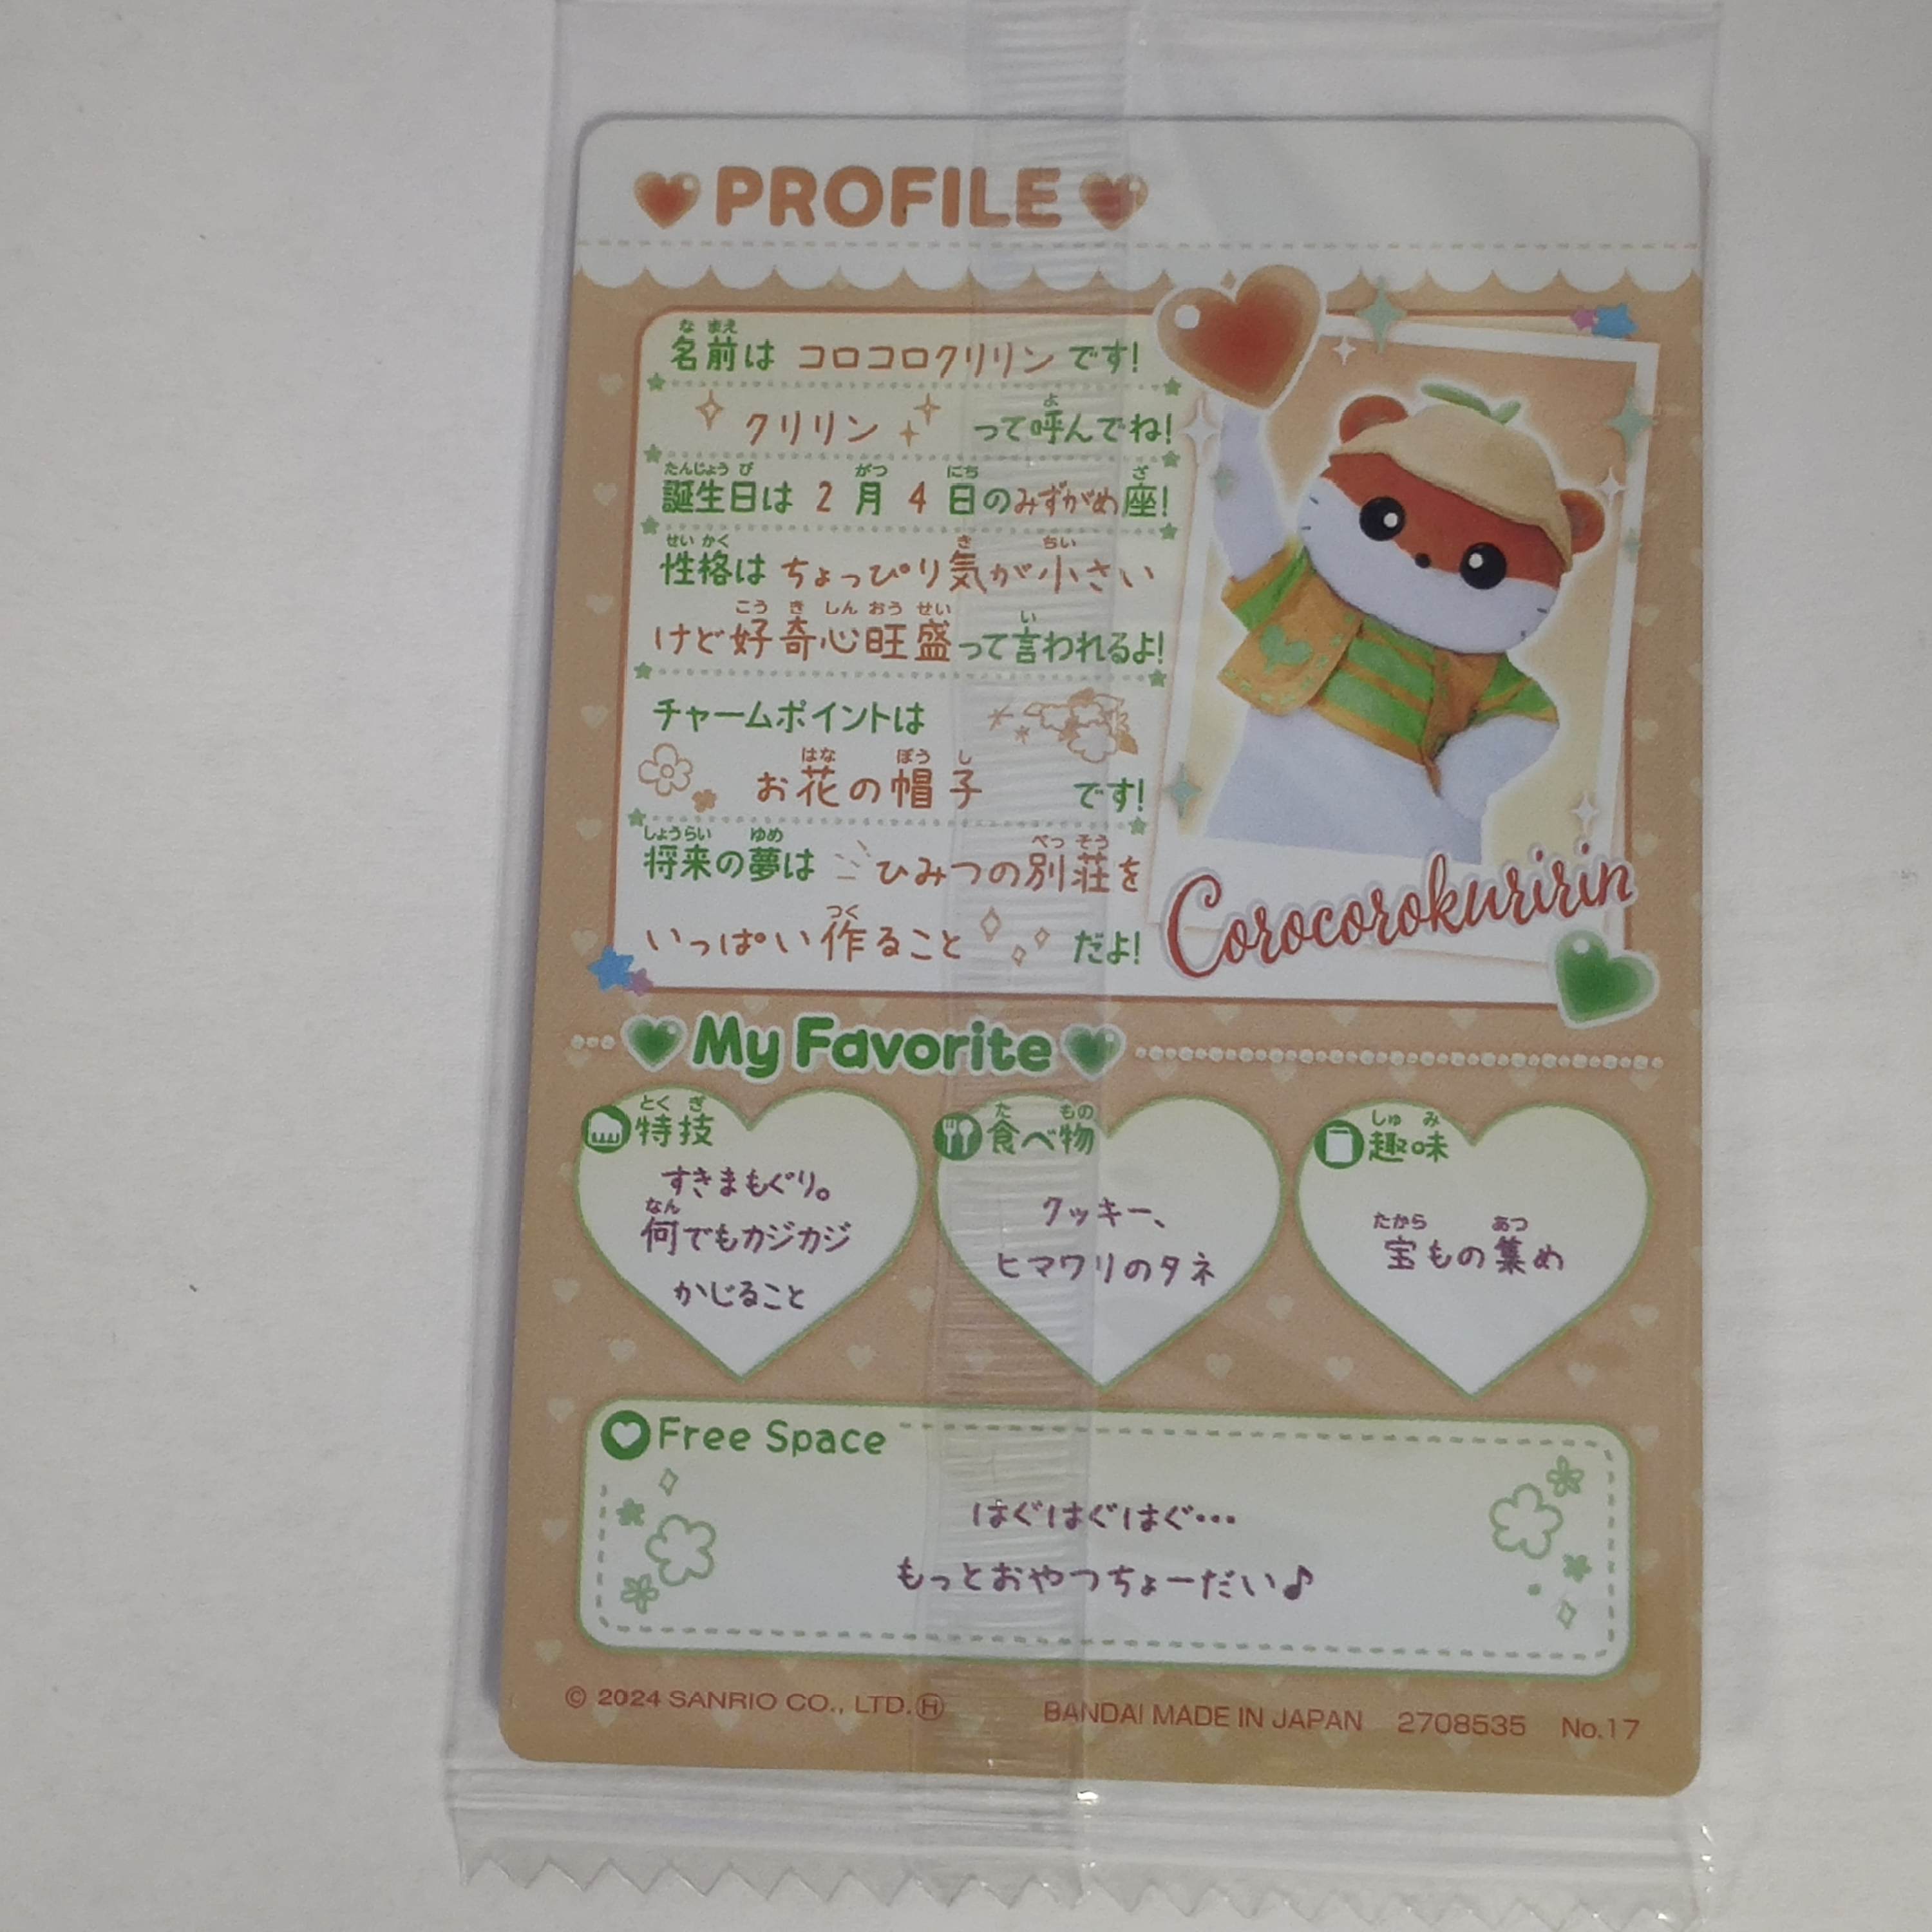 PROFILE
名前は コロコロクリリン です!
クリリン って呼んでね!
誕生日は 2 月 4 日のみずがめ座!
性格は ちょっぴり気が小さい
けど好奇心旺盛って言われるよ!
チャームポイントは
お花の帽子 です!
将来の夢は ひみつの別荘を
いっぱい作ること だよ!
Corocorokuririn
My Favorite
特技
すきまもぐり。
何でもカジカジ
かじること
食べ物
クッキー、
ヒマワリのタネ
趣味
宝もの集め
Free Space
はぐはぐはぐ…
もっとおやつちょーだい♪
© 2024 SANRIO CO., LTD.Ⓗ BANDAI MADE IN JAPAN 2708535 No.17